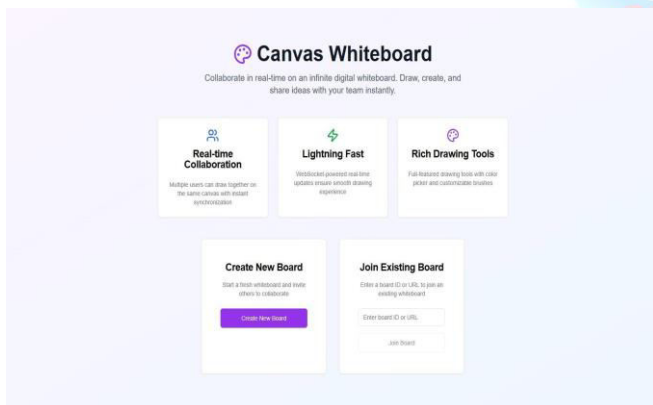 Canvas Whiteboard
Collaborate in real-time on an infinite digital whiteboard. Draw, create, and
share ideas with your team instantly.
Real-time
Collaboration
Multiple users can draw together on
the same canvas with instant
synchronization
Lightning Fast
WebSocket-powered real-time
updates ensure smooth drawing
experience
Rich Drawing Tools
Full-featured drawing tools with color
picker and customizable brushes
Create New Board
Start a fresh whiteboard and invite
others to collaborate
Create New Board
Join Existing Board
Enter a board ID or URL to join an
existing whiteboard
Enter board ID or URL
Join Board